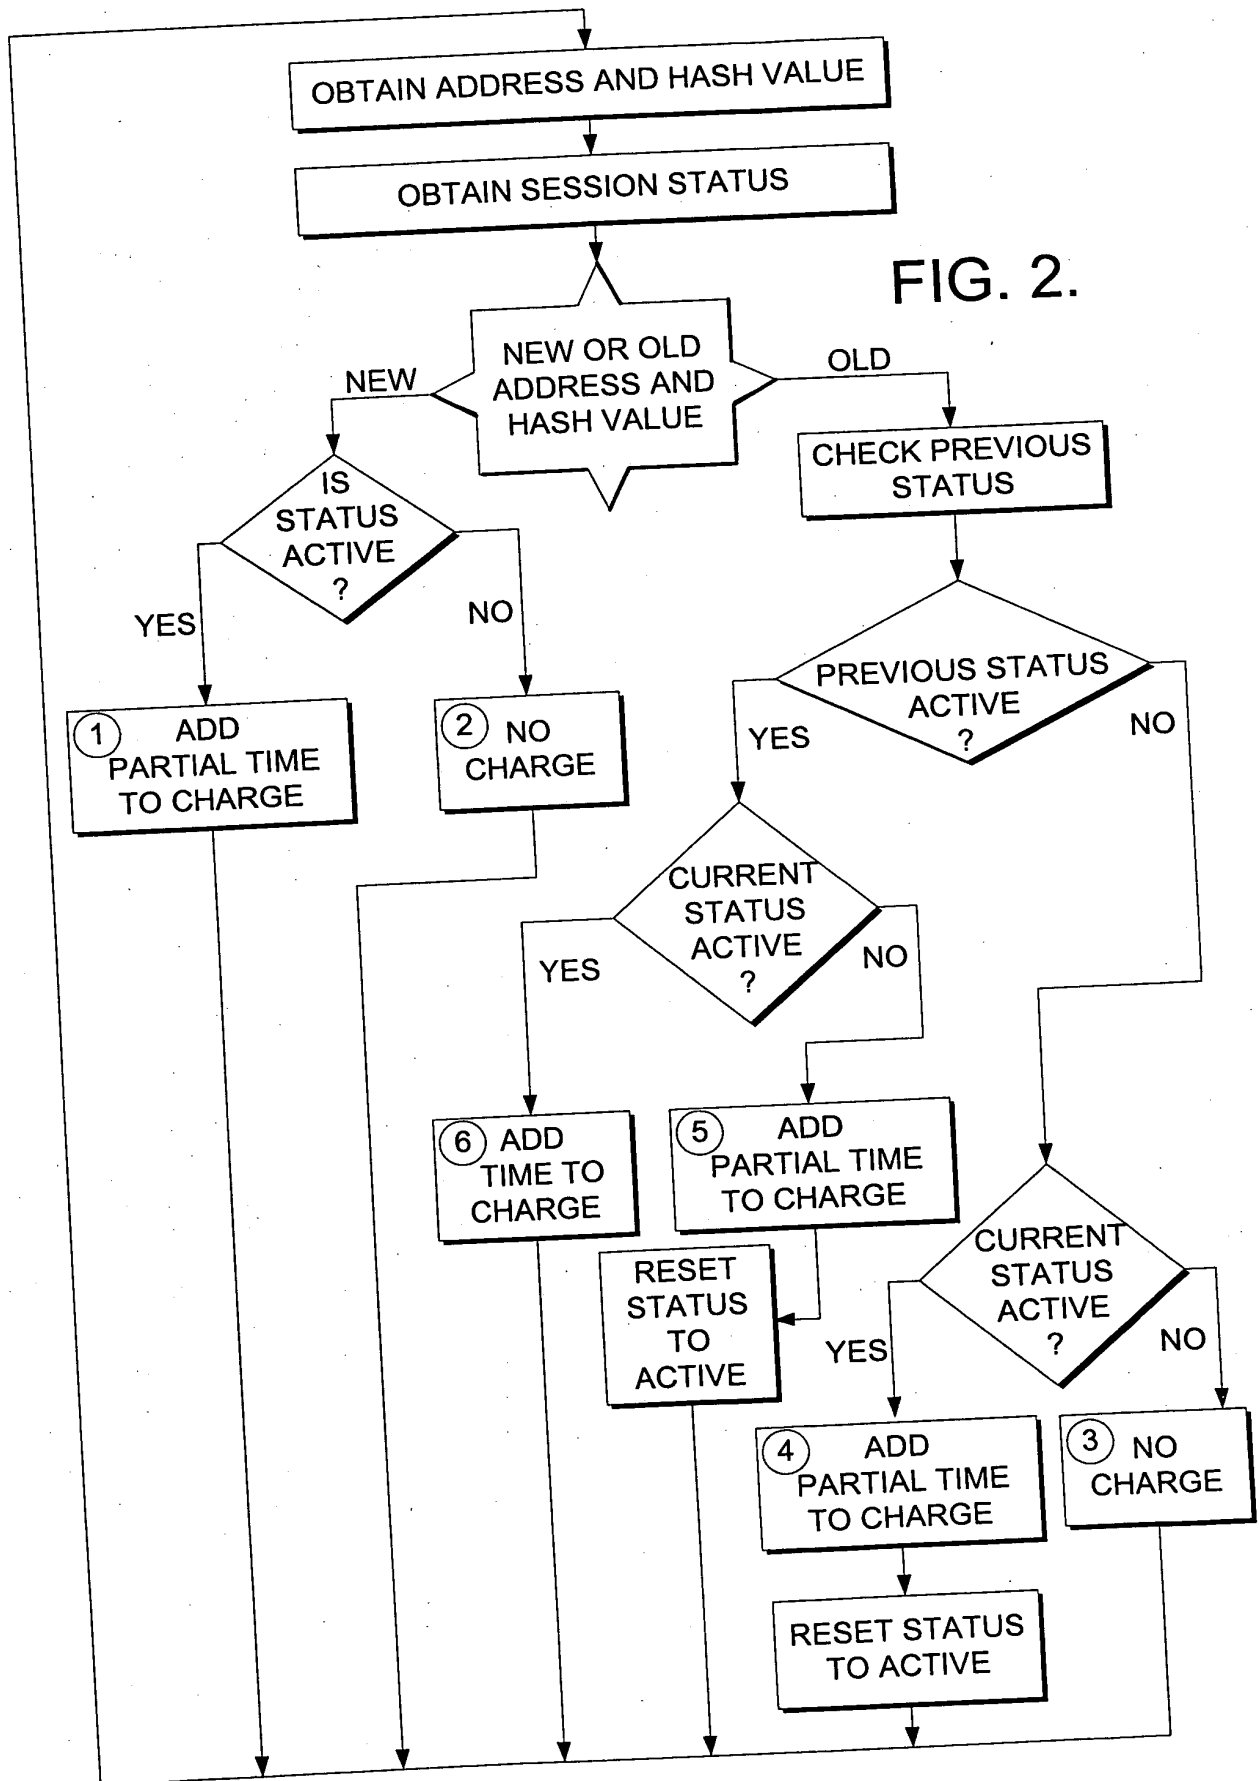 OBTAIN ADDRESS AND HASH VALUE
OBTAIN SESSION STATUS
FIG. 2.
NEW OR OLD
ADDRESS AND
HASH VALUE
NEW
OLD
CHECK PREVIOUS
STATUS
IS
STATUS
ACTIVE
?
YES
NO
PREVIOUS STATUS
ACTIVE
?
YES
NO
1 ADD
PARTIAL TIME
TO CHARGE
2 NO
CHARGE
CURRENT
STATUS
ACTIVE
?
YES
NO
6 ADD
TIME TO
CHARGE
5 ADD
PARTIAL TIME
TO CHARGE
RESET
STATUS
TO
ACTIVE
CURRENT
STATUS
ACTIVE
?
YES
NO
4 ADD
PARTIAL TIME
TO CHARGE
3 NO
CHARGE
RESET STATUS
TO ACTIVE